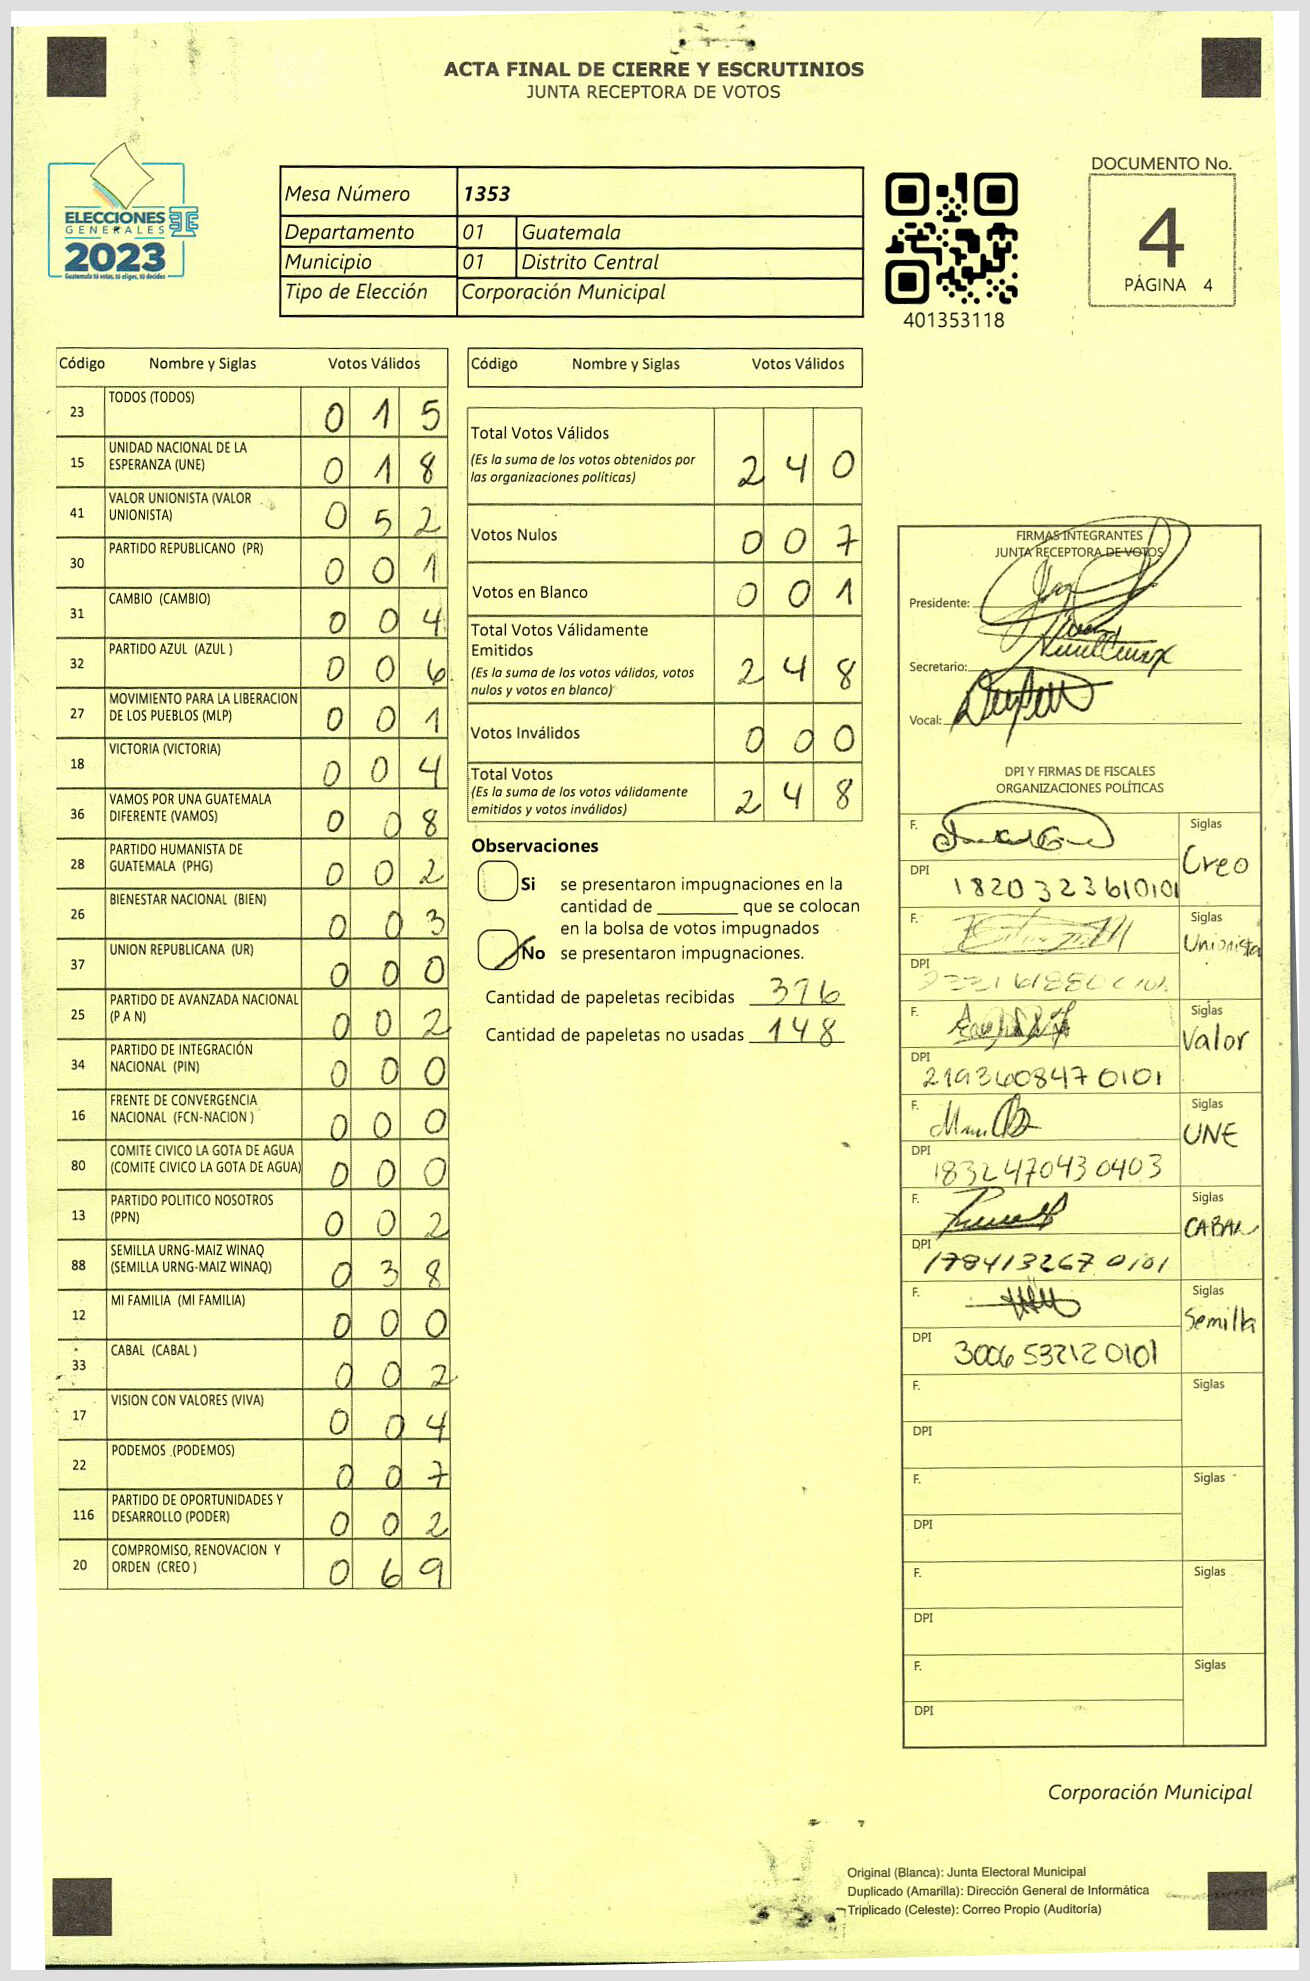 ACTA FINAL DE CIERRE Y ESCRUTINIOS
JUNTA RECEPTORA DE VOTOS
ELECCIONES
GENERALES
2023
Guatemala tú votas, tú eliges, tú decides
Mesa Número 1353
Departamento 01 Guatemala
Municipio 01 Distrito Central
Tipo de Elección Corporación Municipal
401353118
DOCUMENTO No.
4
PÁGINA 4
Código Nombre y Siglas Votos Válidos
23 TODOS (TODOS) 0 1 5
15 UNIDAD NACIONAL DE LA
ESPERANZA (UNE) 0 1 8
41 VALOR UNIONISTA (VALOR
UNIONISTA) 0 5 2
30 PARTIDO REPUBLICANO (PR) 0 0 1
31 CAMBIO (CAMBIO) 0 0 4
32 PARTIDO AZUL (AZUL ) 0 0 6
27 MOVIMIENTO PARA LA LIBERACION
DE LOS PUEBLOS (MLP) 0 0 1
18 VICTORIA (VICTORIA) 0 0 4
36 VAMOS POR UNA GUATEMALA
DIFERENTE (VAMOS) 0 0 8
28 PARTIDO HUMANISTA DE
GUATEMALA (PHG) 0 0 2
26 BIENESTAR NACIONAL (BIEN) 0 0 3
37 UNION REPUBLICANA (UR) 0 0 0
25 PARTIDO DE AVANZADA NACIONAL
(P A N) 0 0 2
34 PARTIDO DE INTEGRACIÓN
NACIONAL (PIN) 0 0 0
16 FRENTE DE CONVERGENCIA
NACIONAL (FCN-NACION ) 0 0 0
80 COMITE CIVICO LA GOTA DE AGUA
(COMITE CIVICO LA GOTA DE AGUA) 0 0 0
13 PARTIDO POLITICO NOSOTROS
(PPN) 0 0 2
88 SEMILLA URNG-MAIZ WINAQ
(SEMILLA URNG-MAIZ WINAQ) 0 3 8
12 MI FAMILIA (MI FAMILIA) 0 0 0
33 CABAL (CABAL ) 0 0 2
17 VISION CON VALORES (VIVA) 0 0 4
22 PODEMOS (PODEMOS) 0 0 7
116 PARTIDO DE OPORTUNIDADES Y
DESARROLLO (PODER) 0 0 2
20 COMPROMISO, RENOVACION Y
ORDEN (CREO ) 0 6 9
Código Nombre y Siglas Votos Válidos
Total Votos Válidos 2 4 0
(Es la suma de los votos obtenidos por
las organizaciones políticas)
Votos Nulos 0 0 7
Votos en Blanco 0 0 1
Total Votos Válidamente
Emitidos 2 4 8
(Es la suma de los votos válidos, votos
nulos y votos en blanco)
Votos Inválidos 0 0 0
Total Votos 2 4 8
(Es la suma de los votos válidamente
emitidos y votos inválidos)
Observaciones
Si se presentaron impugnaciones en la
cantidad de ________ que se colocan
en la bolsa de votos impugnados
No se presentaron impugnaciones.
Cantidad de papeletas recibidas 396
Cantidad de papeletas no usadas 148
FIRMAS INTEGRANTES
JUNTA RECEPTORA DE VOTOS
Presidente:
Secretario:
Vocal:
DPI Y FIRMAS DE FISCALES
ORGANIZACIONES POLÍTICAS
F. Siglas
Creo
DPI 1820323610101
F. Siglas
Unionista
DPI
F. Siglas
Valor
DPI 2193608470101
F. Siglas
UNE
DPI 1832470430403
F. Siglas
CABAL
DPI 1784132670101
F. Siglas
Semilla
DPI 3006532120101
F. Siglas
DPI
F. Siglas
DPI
F. Siglas
DPI
F. Siglas
DPI
Corporación Municipal
Original (Blanca): Junta Electoral Municipal
Duplicado (Amarilla): Dirección General de Informática
Triplicado (Celeste): Correo Propio (Auditoría)